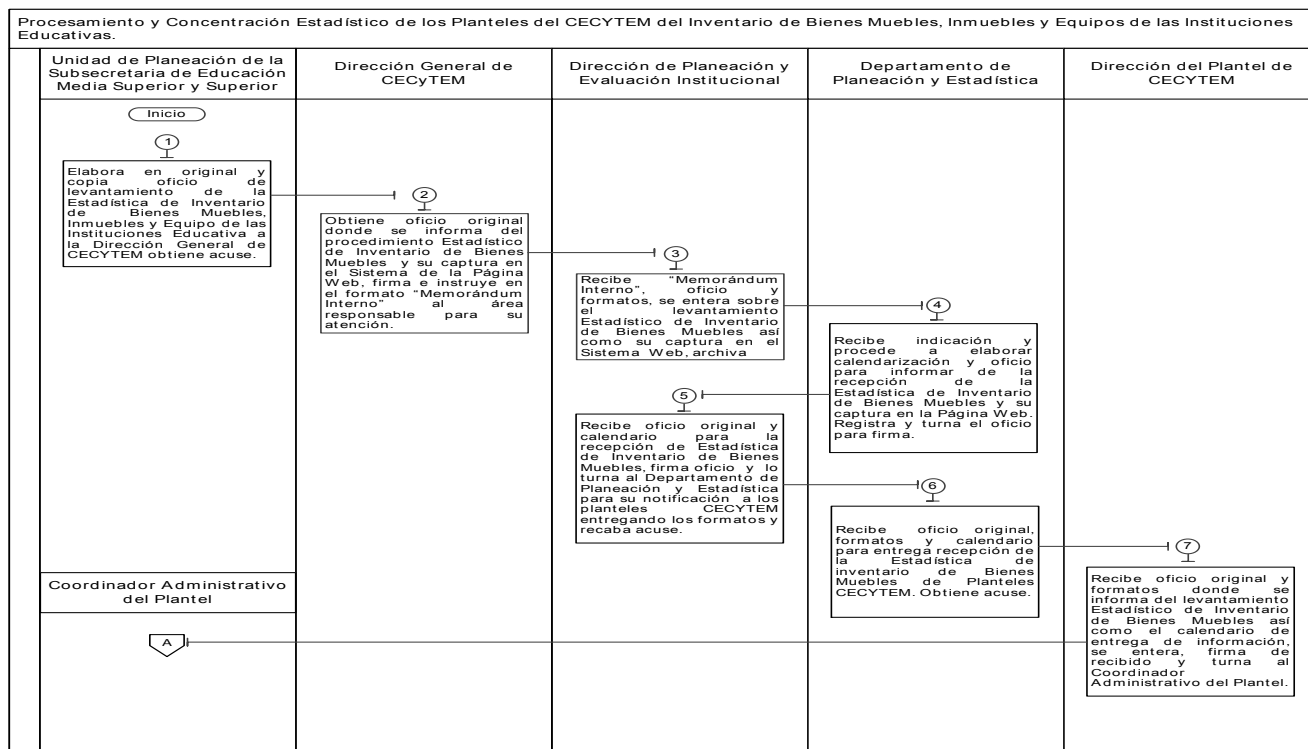 Procesamiento y Concentración Estadístico de los Planteles del CECYTEM del Inventario de Bienes Muebles, Inmuebles y Equipos de las Instituciones
Educativas.
Unidad de Planeación de la
Subsecretaria de Educación
Media Superior y Superior
Dirección General de
CECyTEM
Dirección de Planeación y
Evaluación Institucional
Departamento de
Planeación y Estadística
Dirección del Plantel de
CECYTEM
Inicio
1
Elabora en original y
copia oficio de
levantamiento de la
Estadística de Inventario
de Bienes Muebles,
Inmuebles y Equipo de las
Instituciones Educativa a
la Dirección General de
CECYTEM obtiene acuse.
2
Obtiene oficio original
donde se informa del
procedimiento Estadístico
de Inventario de Bienes
Muebles y su captura en
el Sistema de la Página
Web, firma e instruye en
el formato “Memorándum
Interno” al área
responsable para su
atención.
3
Recibe “Memorándum
Interno”, oficio y
formatos, se entera sobre
el levantamiento
Estadístico de Inventario
de Bienes Muebles así
como su captura en el
Sistema Web, archiva
4
Recibe indicación y
procede a elaborar
calendarización y oficio
para informar de la
recepción de la
Estadística de Inventario
de Bienes Muebles y su
captura en la Página Web.
Registra y turna el oficio
para firma.
5
Recibe oficio original y
calendario para la
recepción de Estadística
de Inventario de Bienes
Muebles, firma oficio y lo
turna al Departamento de
Planeación y Estadística
para su notificación a los
planteles CECYTEM
entregando los formatos y
recaba acuse.
6
Recibe oficio original,
formatos y calendario
para entrega recepción de
la Estadística de
inventario de Bienes
Muebles de Planteles
CECYTEM. Obtiene acuse.
7
Recibe oficio original y
formatos donde se
informa del levantamiento
Estadístico de Inventario
de Bienes Muebles así
como el calendario de
entrega de información,
se entera, firma de
recibido y turna al
Coordinador
Administrativo del Plantel.
Coordinador Administrativo
del Plantel
A